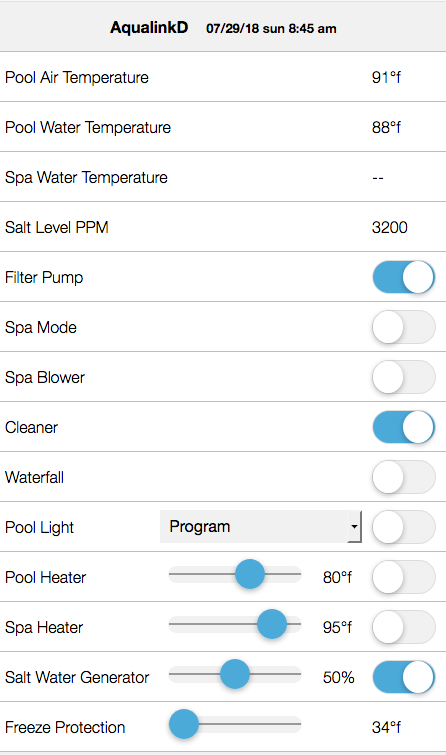 AqualinkD 07/29/18 sun 8:45 am
Pool Air Temperature 91°f
Pool Water Temperature 88°f
Spa Water Temperature --
Salt Level PPM 3200
Filter Pump
Spa Mode
Spa Blower
Cleaner
Waterfall
Pool Light Program
Pool Heater 80°f
Spa Heater 95°f
Salt Water Generator 50%
Freeze Protection 34°f